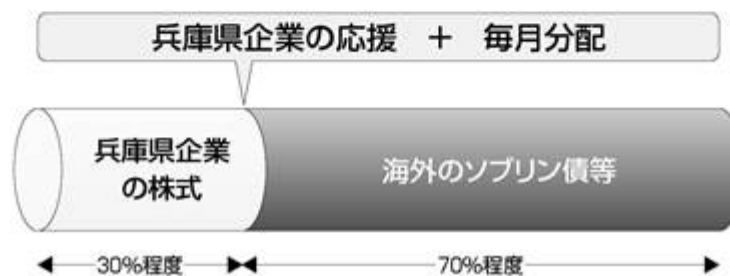 兵庫県企業の応援 + 毎月分配
兵庫県企業
の株式
海外のソブリン債等
30%程度
70%程度